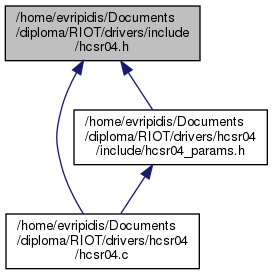 /home/evripidis/Documents
/diploma/RIOT/drivers/include
/hcsr04.h
/home/evripidis/Documents
/diploma/RIOT/drivers/hcsr04
/include/hcsr04_params.h
/home/evripidis/Documents
/diploma/RIOT/drivers/hcsr04
/hcsr04.c